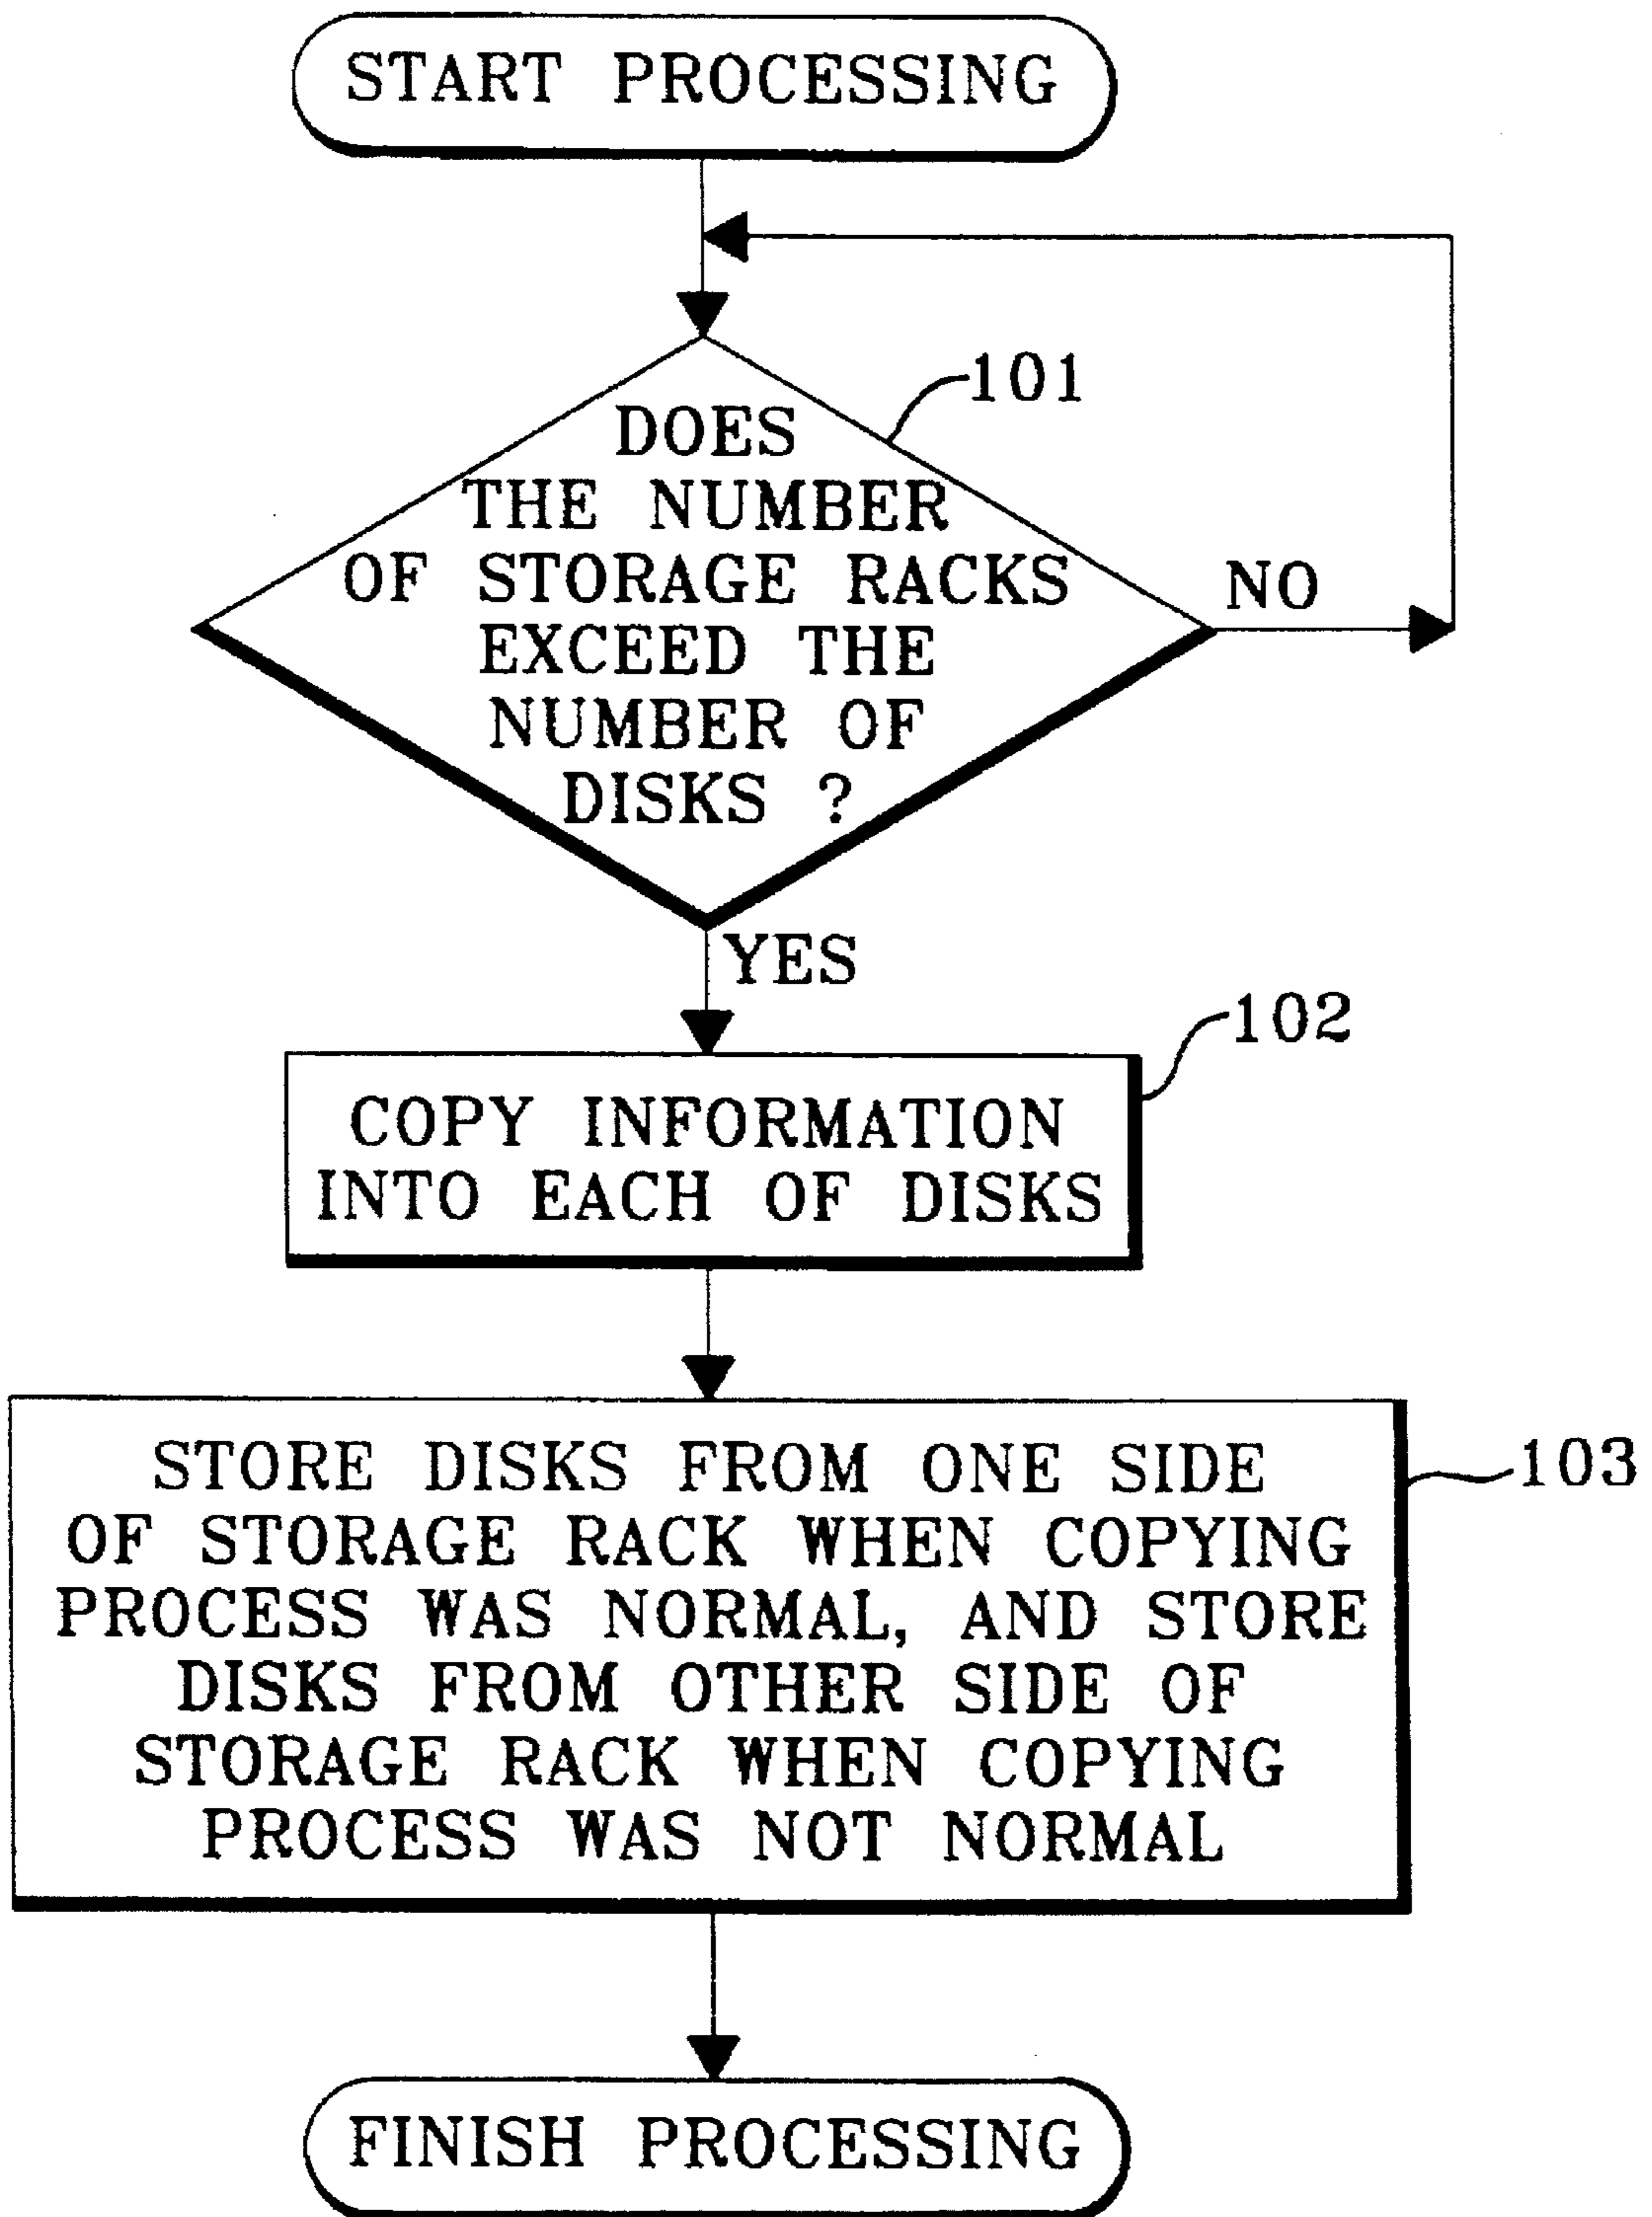 START PROCESSING
101
DOES
THE NUMBER
OF STORAGE RACKS
EXCEED THE
NUMBER OF
DISKS ?
NO
YES
102
COPY INFORMATION
INTO EACH OF DISKS
103
STORE DISKS FROM ONE SIDE
OF STORAGE RACK WHEN COPYING
PROCESS WAS NORMAL, AND STORE
DISKS FROM OTHER SIDE OF
STORAGE RACK WHEN COPYING
PROCESS WAS NOT NORMAL
FINISH PROCESSING